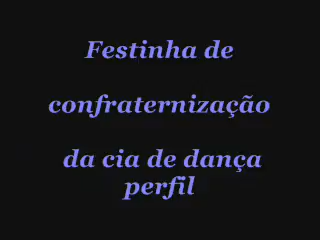 Festinha de
confraternização
da cia de dança
perfil